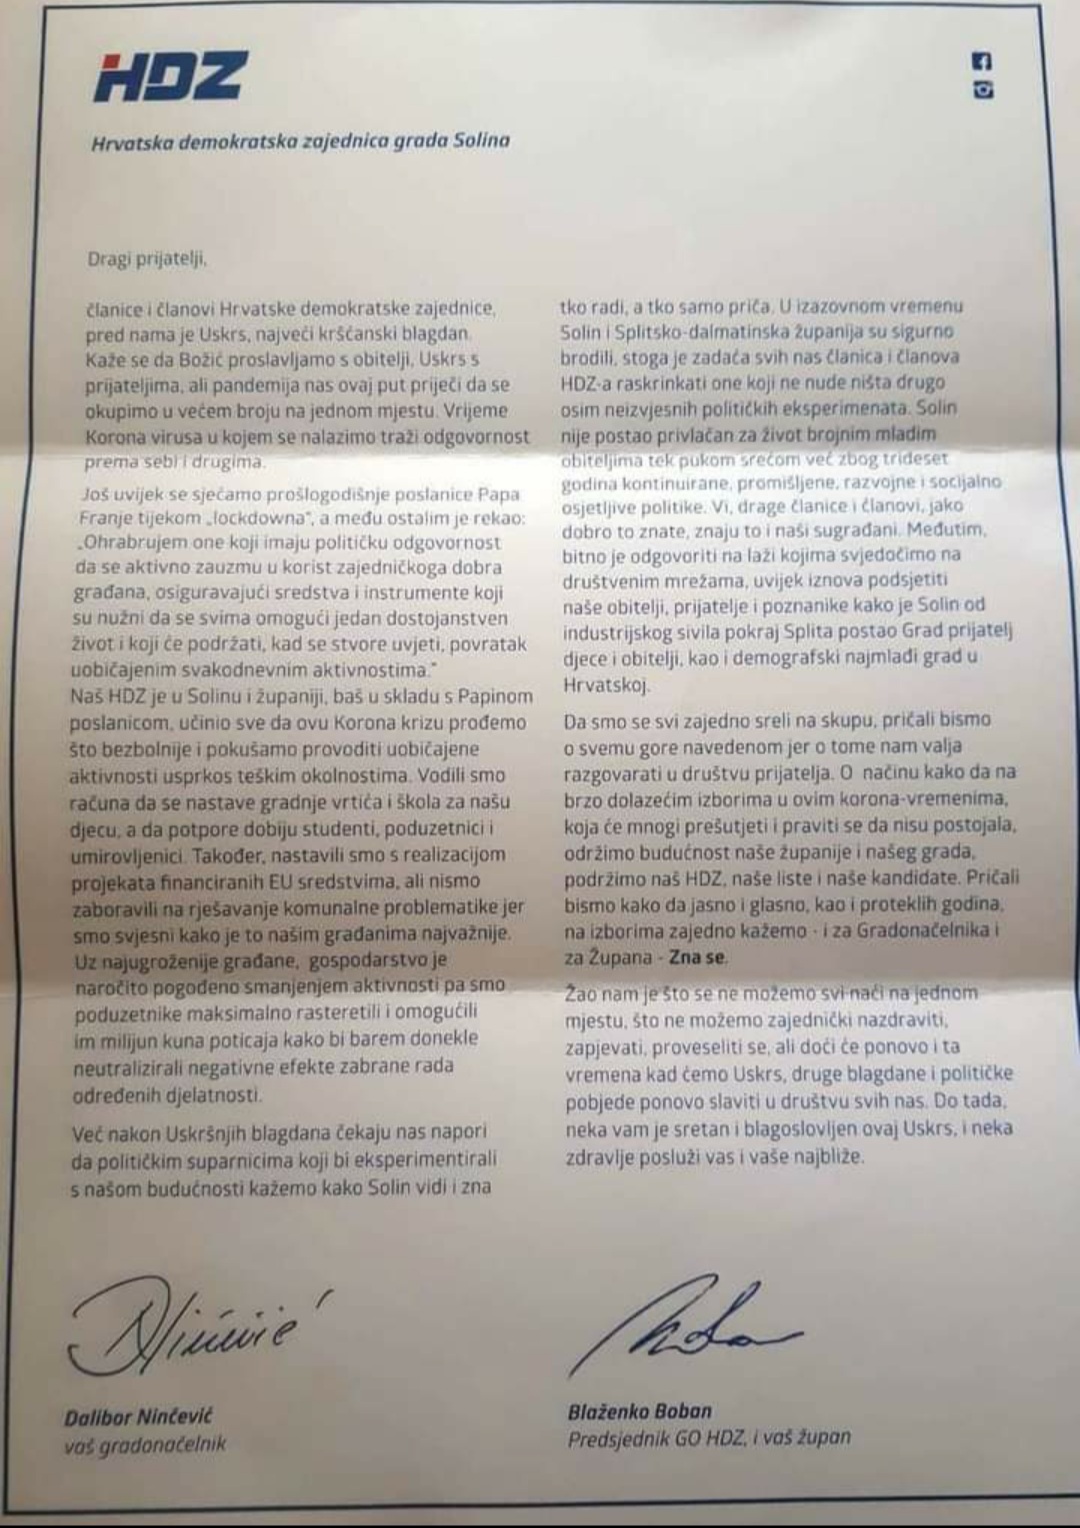 HDZ
Hrvatska demokratska zajednica grada Solina
Dragi prijatelji,
članice i članovi Hrvatske demokratske zajednice,
pred nama je Uskrs, najveći kršćanski blagdan.
Kaže se da Božić proslavljamo s obitelji, Uskrs s
prijateljima, ali pandemija nas ovaj put priječi da se
okupimo u većem broju na jednom mjestu. Vrijeme
Korona virusa u kojem se nalazimo traži odgovornost
prema sebi i drugima.
Još uvijek se sjećamo prošlogodišnje poslanice Papa
Franje tijekom „lockdowna“, a među ostalim je rekao:
„Ohrabrujem one koji imaju političku odgovornost
da se aktivno zauzmu u korist zajedničkoga dobra
građana, osiguravajući sredstva i instrumente koji
su nužni da se svima omogući jedan dostojanstven
život i koji će podržati, kad se stvore uvjeti, povratak
uobičajenim svakodnevnim aktivnostima.“
Naš HDZ je u Solinu i županiji, baš u skladu s Papinom
poslanicom, učinio sve da ovu Korona krizu prođemo
što bezbolnije i pokušamo provoditi uobičajene
aktivnosti usprkos teškim okolnostima. Vodili smo
računa da se nastave gradnje vrtića i škola za našu
djecu, a da potpore dobiju studenti, poduzetnici i
umirovljenici. Također, nastavili smo s realizacijom
projekata financiranih EU sredstvima, ali nismo
zaboravili na rješavanje komunalne problematike jer
smo svjesni kako je to našim građanima najvažnije.
Uz najugroženije građane, gospodarstvo je
naročito pogođeno smanjenjem aktivnosti pa smo
poduzetnike maksimalno rasteretili i omogućili
im milijun kuna poticaja kako bi barem donekle
neutralizirali negativne efekte zabrane rada
određenih djelatnosti.
Već nakon Uskršnjih blagdana čekaju nas napori
da političkim suparnicima koji bi eksperimentirali
s našom budućnosti kažemo kako Solin vidi i zna
tko radi, a tko samo priča. U izazovnom vremenu
Solin i Splitsko-dalmatinska županija su sigurno
brodili, stoga je zadaća svih nas članica i članova
HDZ-a raskrinkati one koji ne nude ništa drugo
osim neizvjesnih političkih eksperimenata. Solin
nije postao privlačan za život brojnim mladim
obiteljima tek pukom srećom već zbog trideset
godina kontinuirane, promišljene, razvojne i socijalno
osjetljive politike. Vi, drage članice i članovi, jako
dobro to znate, znaju to i naši sugrađani. Međutim,
bitno je odgovoriti na laži kojima svjedočimo na
društvenim mrežama, uvijek iznova podsjetiti
naše obitelji, prijatelje i poznanike kako je Solin od
industrijskog sivila pokraj Splita postao Grad prijatelj
djece i obitelji, kao i demografski najmlađi grad u
Hrvatskoj.
Da smo se svi zajedno sreli na skupu, pričali bismo
o svemu gore navedenom jer o tome nam valja
razgovarati u društvu prijatelja. O načinu kako da na
brzo dolazećim izborima u ovim korona-vremenima,
koja će mnogi prešutjeti i praviti se da nisu postojala,
održimo budućnost naše županije i našeg grada,
podržimo naš HDZ, naše liste i naše kandidate. Pričali
bismo kako da jasno i glasno, kao i proteklih godina,
na izborima zajedno kažemo - i za Gradonačelnika i
za Župana - Zna se.
Žao nam je što se ne možemo svi naći na jednom
mjestu, što ne možemo zajednički nazdraviti,
zapjevati, proveseliti se, ali doći će ponovo i ta
vremena kad ćemo Uskrs, druge blagdane i političke
pobjede ponovo slaviti u društvu svih nas. Do tada,
neka vam je sretan i blagoslovljen ovaj Uskrs, i neka
zdravlje posluži vas i vaše najbliže.
Dalibor Ninčević
vaš gradonačelnik
Blaženko Boban
Predsjednik GO HDZ, i vaš župan